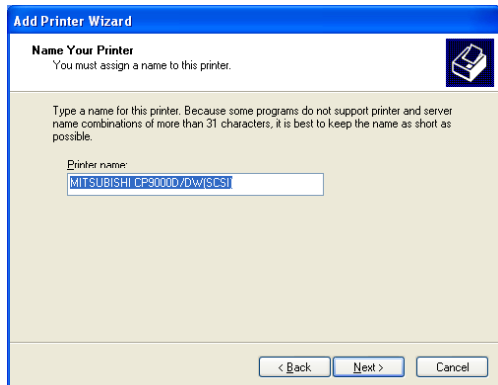 Add Printer Wizard
Name Your Printer
You must assign a name to this printer.
Type a name for this printer. Because some programs do not support printer and server
name combinations of more than 31 characters, it is best to keep the name as short as
possible.
Printer name:
MITSUBISHI CP9000D/DW(SCSI)
< Back
Next >
Cancel